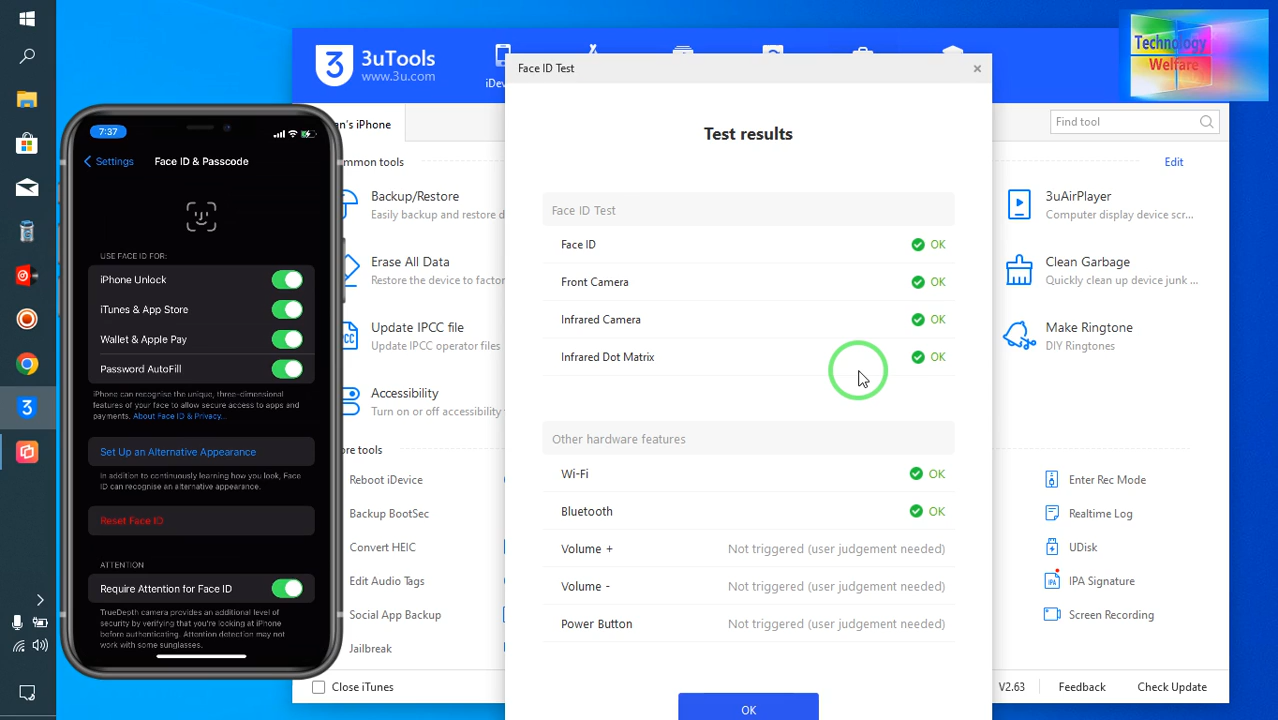 3uTools
www.3u.com
Technology
Welfare
Face ID Test
7:37
Settings
Face ID & Passcode
USE FACE ID FOR:
iPhone Unlock
iTunes & App Store
Wallet & Apple Pay
Password AutoFill
iPhone can recognise the unique, three-dimensional
features of your face to allow secure access to apps and
payments. About Face ID & Privacy...
Set Up an Alternative Appearance
In addition to continuously learning how you look, Face
ID can recognise an alternative appearance.
Reset Face ID
ATTENTION
Require Attention for Face ID
TrueDepth camera provides an additional level of
security by verifying that you're looking at iPhone
before authenticating. Attention detection may not
work with some sunglasses.
an's iPhone
Find tool
mmon tools
Edit
Backup/Restore
Easily backup and restore d
Erase All Data
Restore the device to factor
Update IPCC file
Update IPCC operator files
Accessibility
Turn on or off accessibility
re tools
Reboot iDevice
Backup BootSec
Convert HEIC
Edit Audio Tags
Social App Backup
Jailbreak
Close iTunes
Test results
Face ID Test
Face ID OK
Front Camera OK
Infrared Camera OK
Infrared Dot Matrix OK
Other hardware features
Wi-Fi OK
Bluetooth OK
Volume + Not triggered (user judgement needed)
Volume - Not triggered (user judgement needed)
Power Button Not triggered (user judgement needed)
OK
3uAirPlayer
Computer display device scr...
Clean Garbage
Quickly clean up device junk ...
Make Ringtone
DIY Ringtones
Enter Rec Mode
Realtime Log
UDisk
IPA Signature
Screen Recording
V2.63
Feedback
Check Update